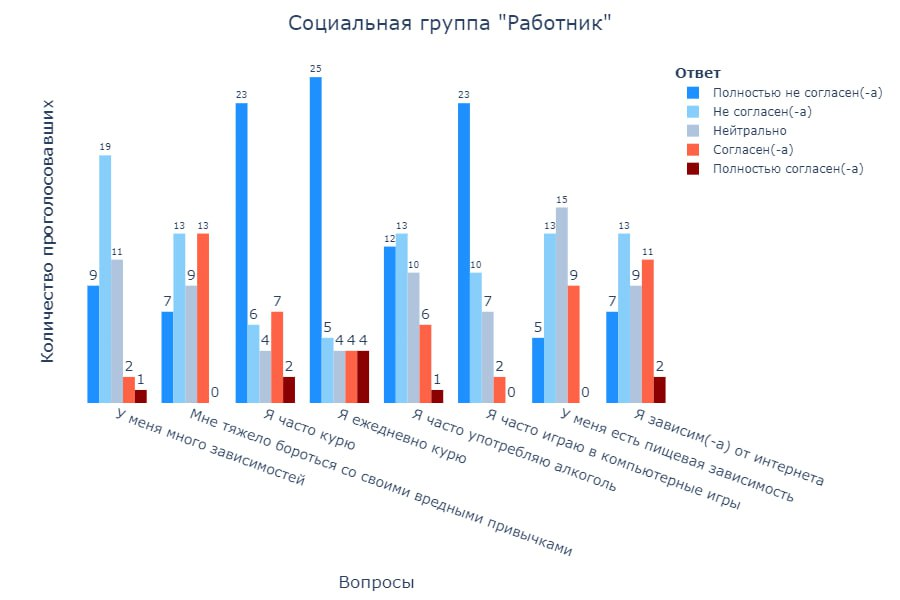 Социальная группа "Работник"
Количество проголосовавших
Ответ
Полностью не согласен(-а)
Не согласен(-а)
Нейтрально
Согласен(-а)
Полностью согласен(-а)
9
19
11
2
1
7
13
9
13
0
23
6
4
7
2
25
5
4
4
4
12
13
10
6
1
23
10
7
2
0
5
13
15
9
0
7
13
9
11
2
У меня много зависимостей
Мне тяжело бороться со своими вредными привычками
Я часто курю
Я ежедневно курю
Я часто употребляю алкоголь
Я часто играю в компьютерные игры
У меня есть пищевая зависимость
Я зависим(-а) от интернета
Вопросы